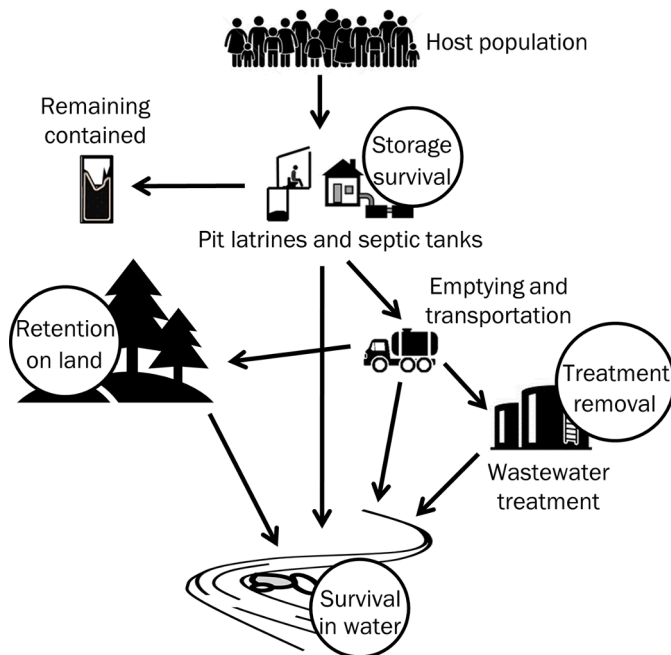 Host population
Remaining
contained
Storage
survival
Pit latrines and septic tanks
Emptying and
transportation
Retention
on land
Treatment
removal
Wastewater
treatment
Survival
in water